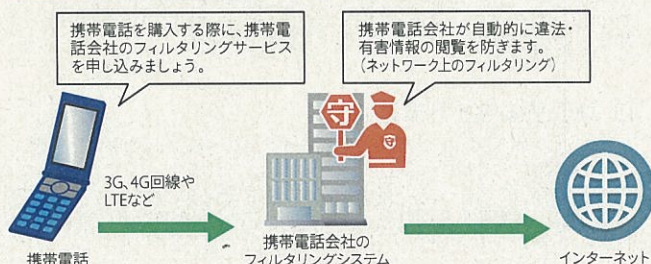 携帯電話を購入する際に、携帯電
話会社のフィルタリングサービス
を申し込みましょう。
携帯電話会社が自動的に違法・
有害情報の閲覧を防ぎます。
(ネットワーク上のフィルタリング)
守
守
3G、4G回線や
LTEなど
携帯電話
携帯電話会社の
フィルタリングシステム
インターネット